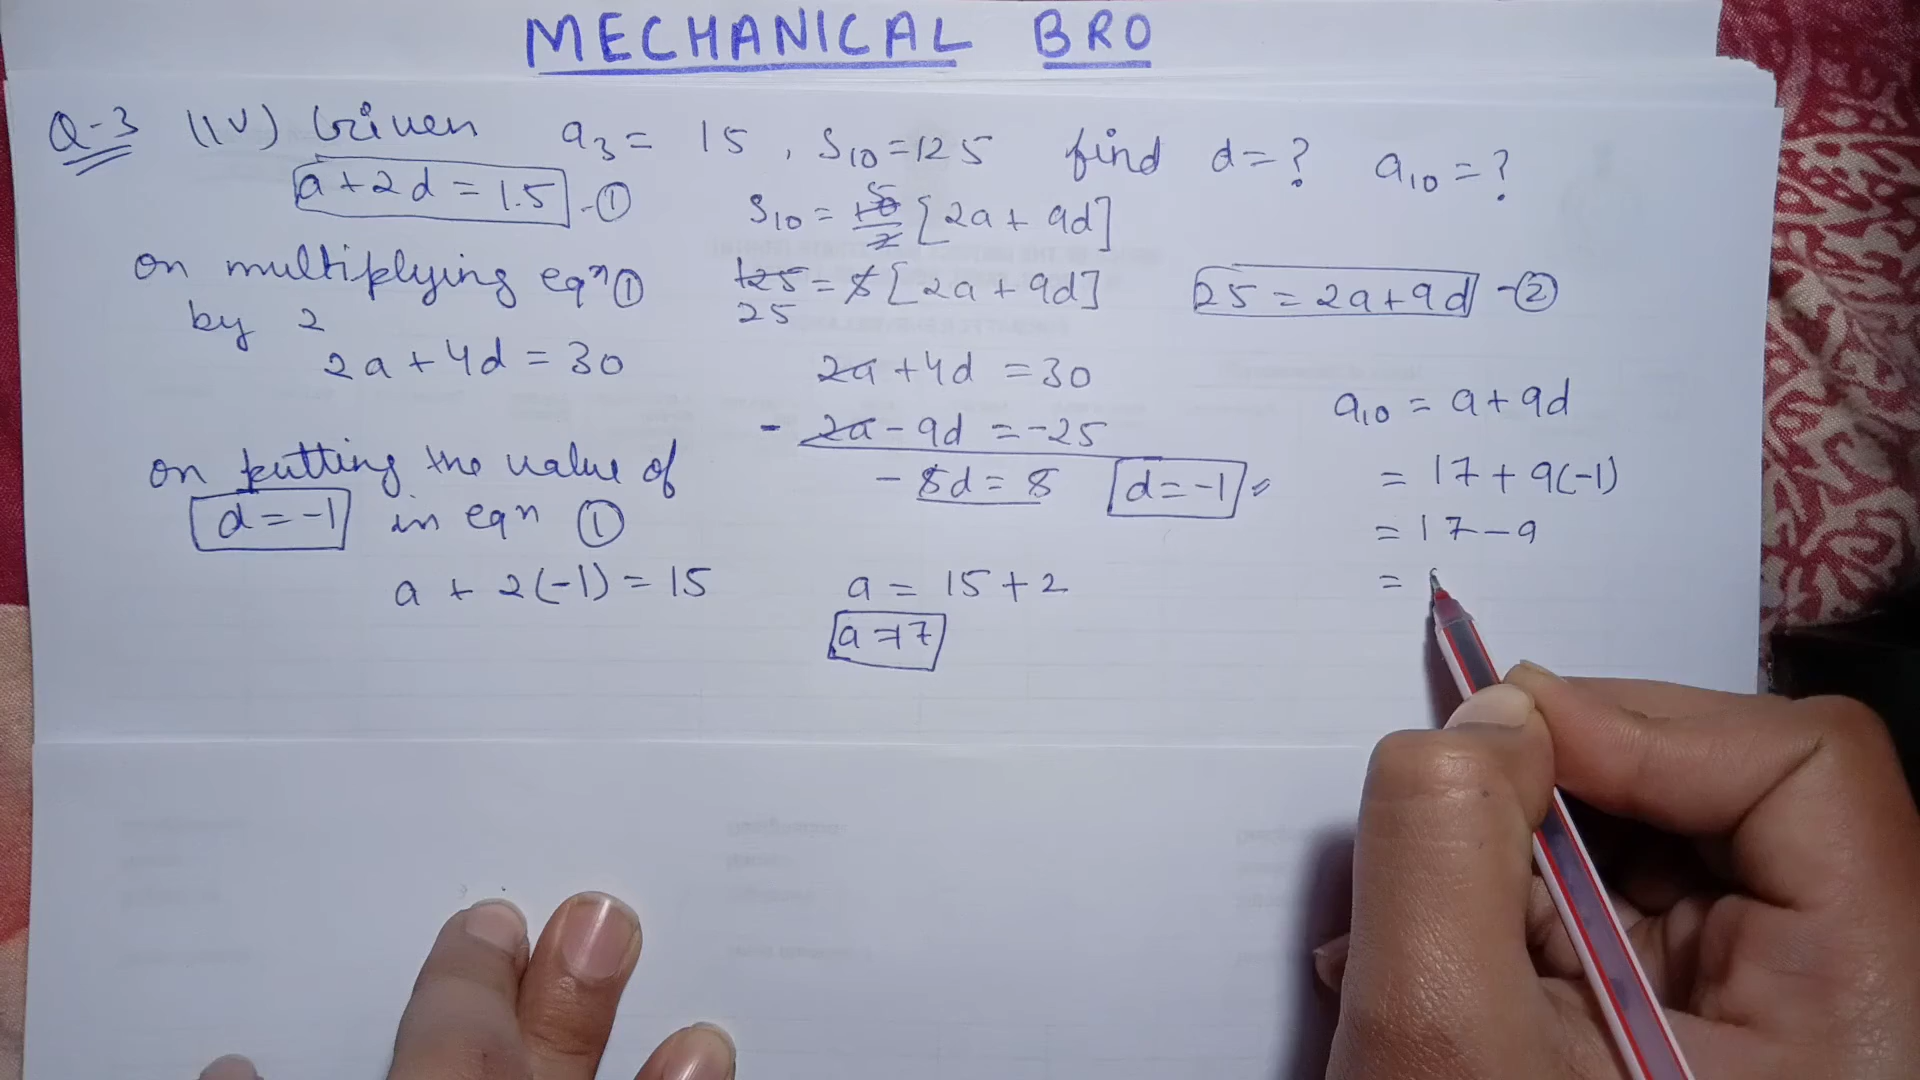 MECHANICAL BRO
Q-3 (IV) Given a3 = 15 , S10 = 125 find d = ? a10 = ?
a + 2d = 15 - ①
S10 = 10/2 5 [2a + 9d]
on multiplying eqn ①
by 2
125 = 5 [2a + 9d]
25
25 = 2a + 9d - ②
2a + 4d = 30
2a + 4d = 30
- 2a - 9d = -25
- 5d = 5
d = -1
on putting the value of
d = -1 in eqn ①
a + 2(-1) = 15
a = 15 + 2
a = 17
a10 = a + 9d
= 17 + 9(-1)
= 17 - 9
=